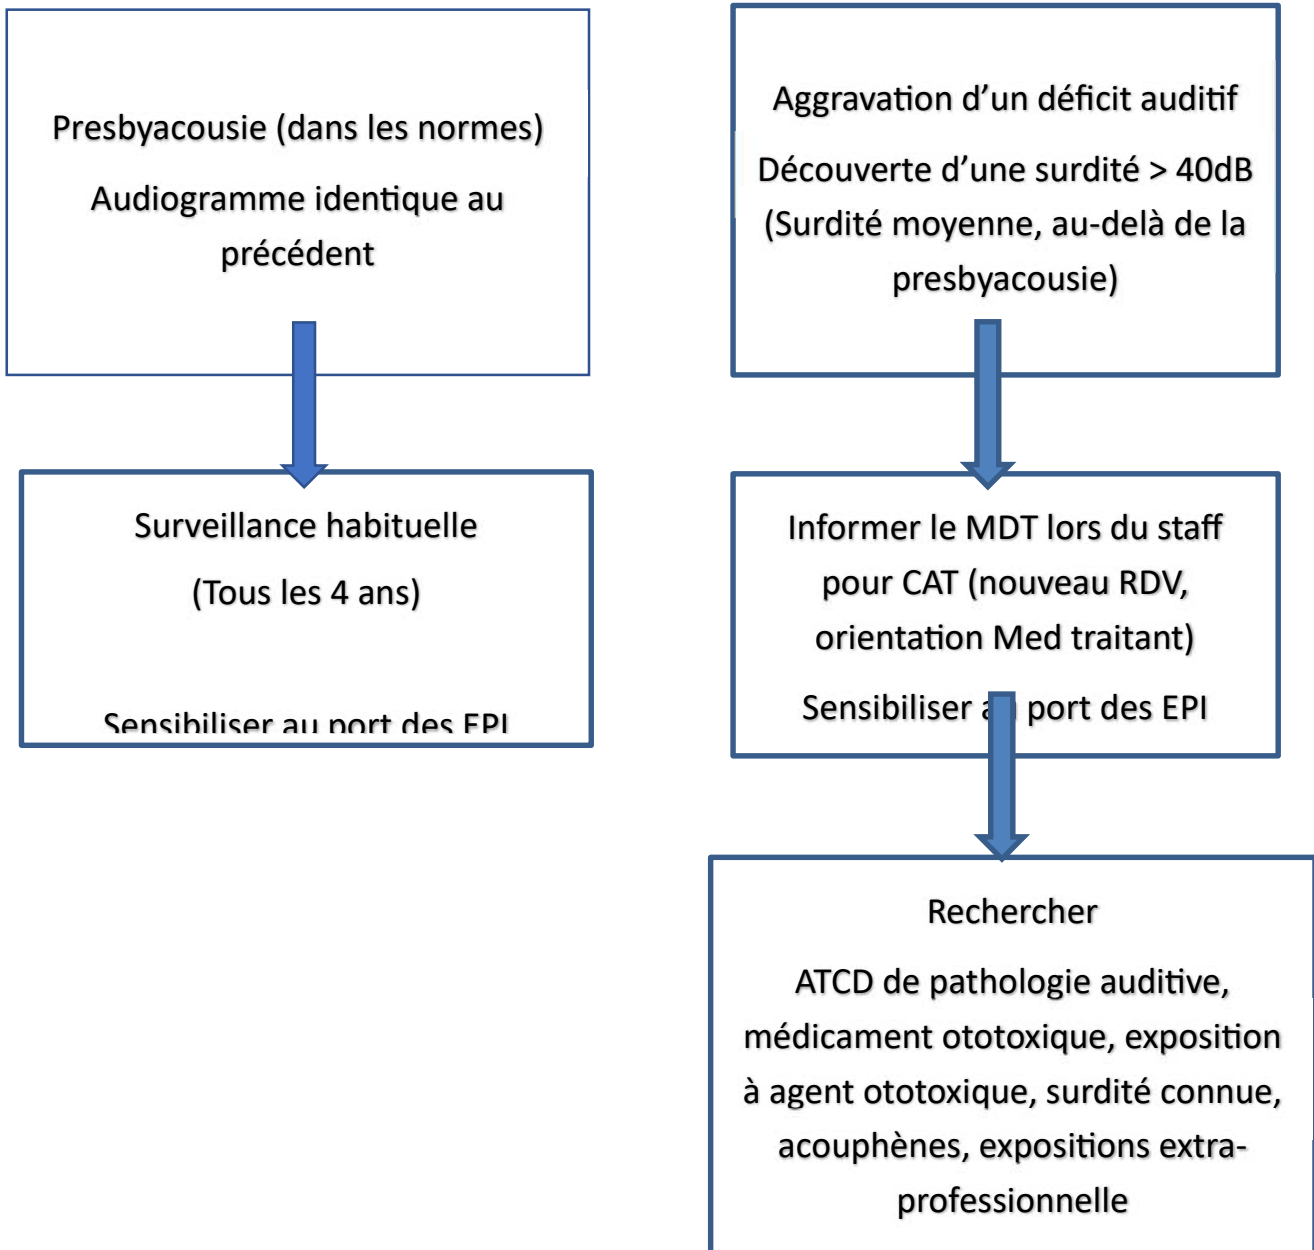 Presbyacousie (dans les normes)
Audiogramme identique au
précédent
Surveillance habituelle
(Tous les 4 ans)
Sensibiliser au port des EPI
Aggravation d’un déficit auditif
Découverte d’une surdité > 40dB
(Surdité moyenne, au-delà de la
presbyacousie)
Informer le MDT lors du staff
pour CAT (nouveau RDV,
orientation Med traitant)
Sensibiliser au port des EPI
Rechercher
ATCD de pathologie auditive,
médicament ototoxique, exposition
à agent ototoxique, surdité connue,
acouphènes, expositions extra-
professionnelle